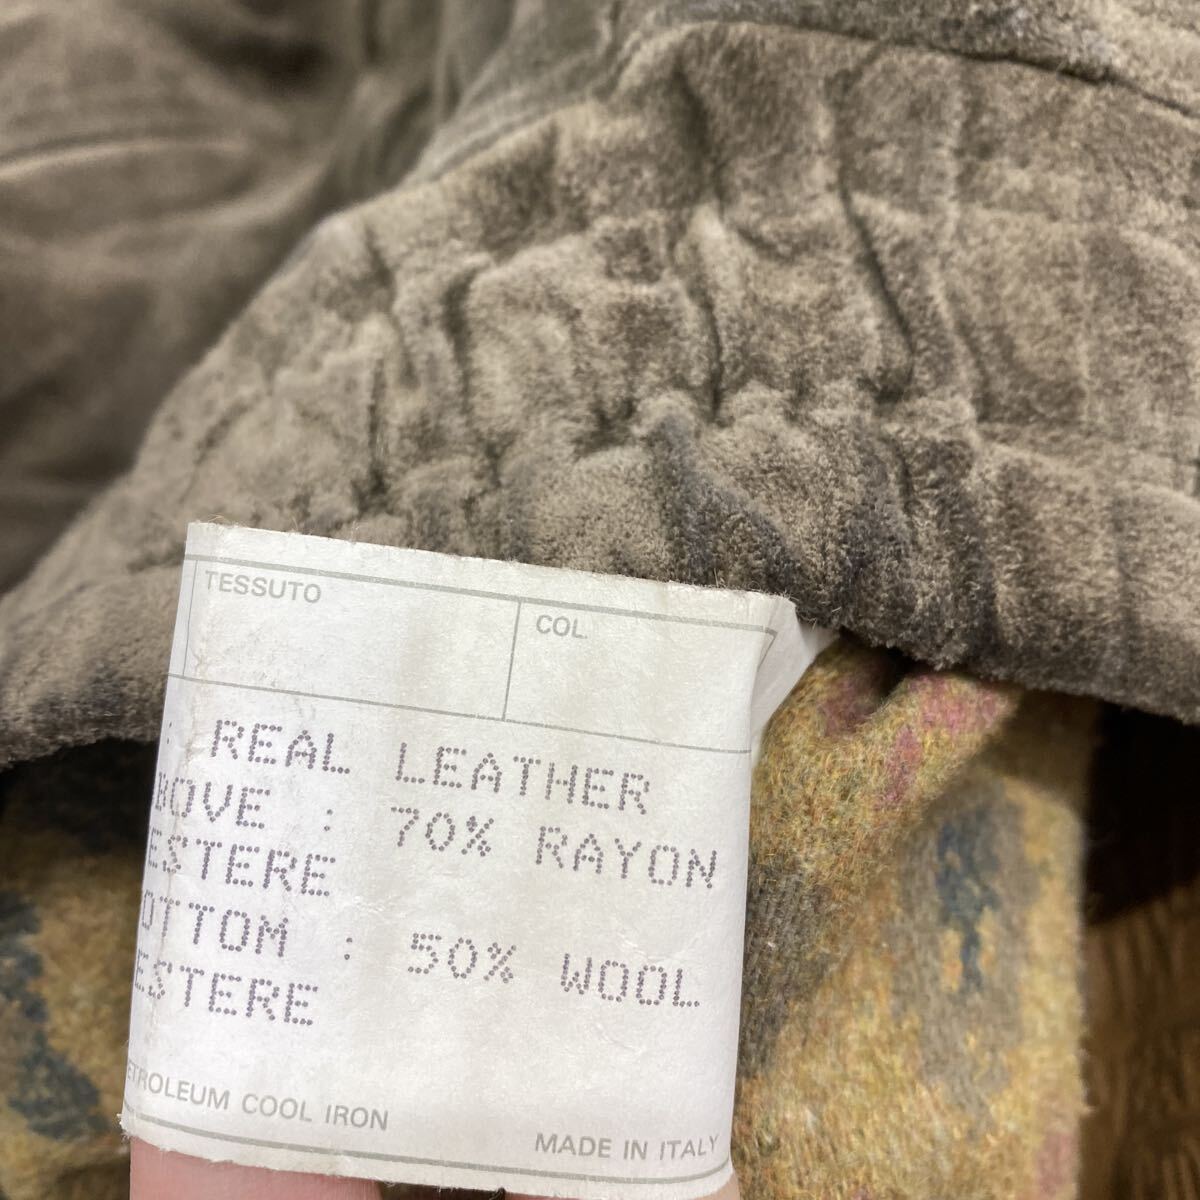 TESSUTO COL.
: REAL LEATHER
BOVE : 70% RAYON
ESTERE
OTTOM : 50% WOOL
ESTERE
ETROLEUM COOL IRON
MADE IN ITALY